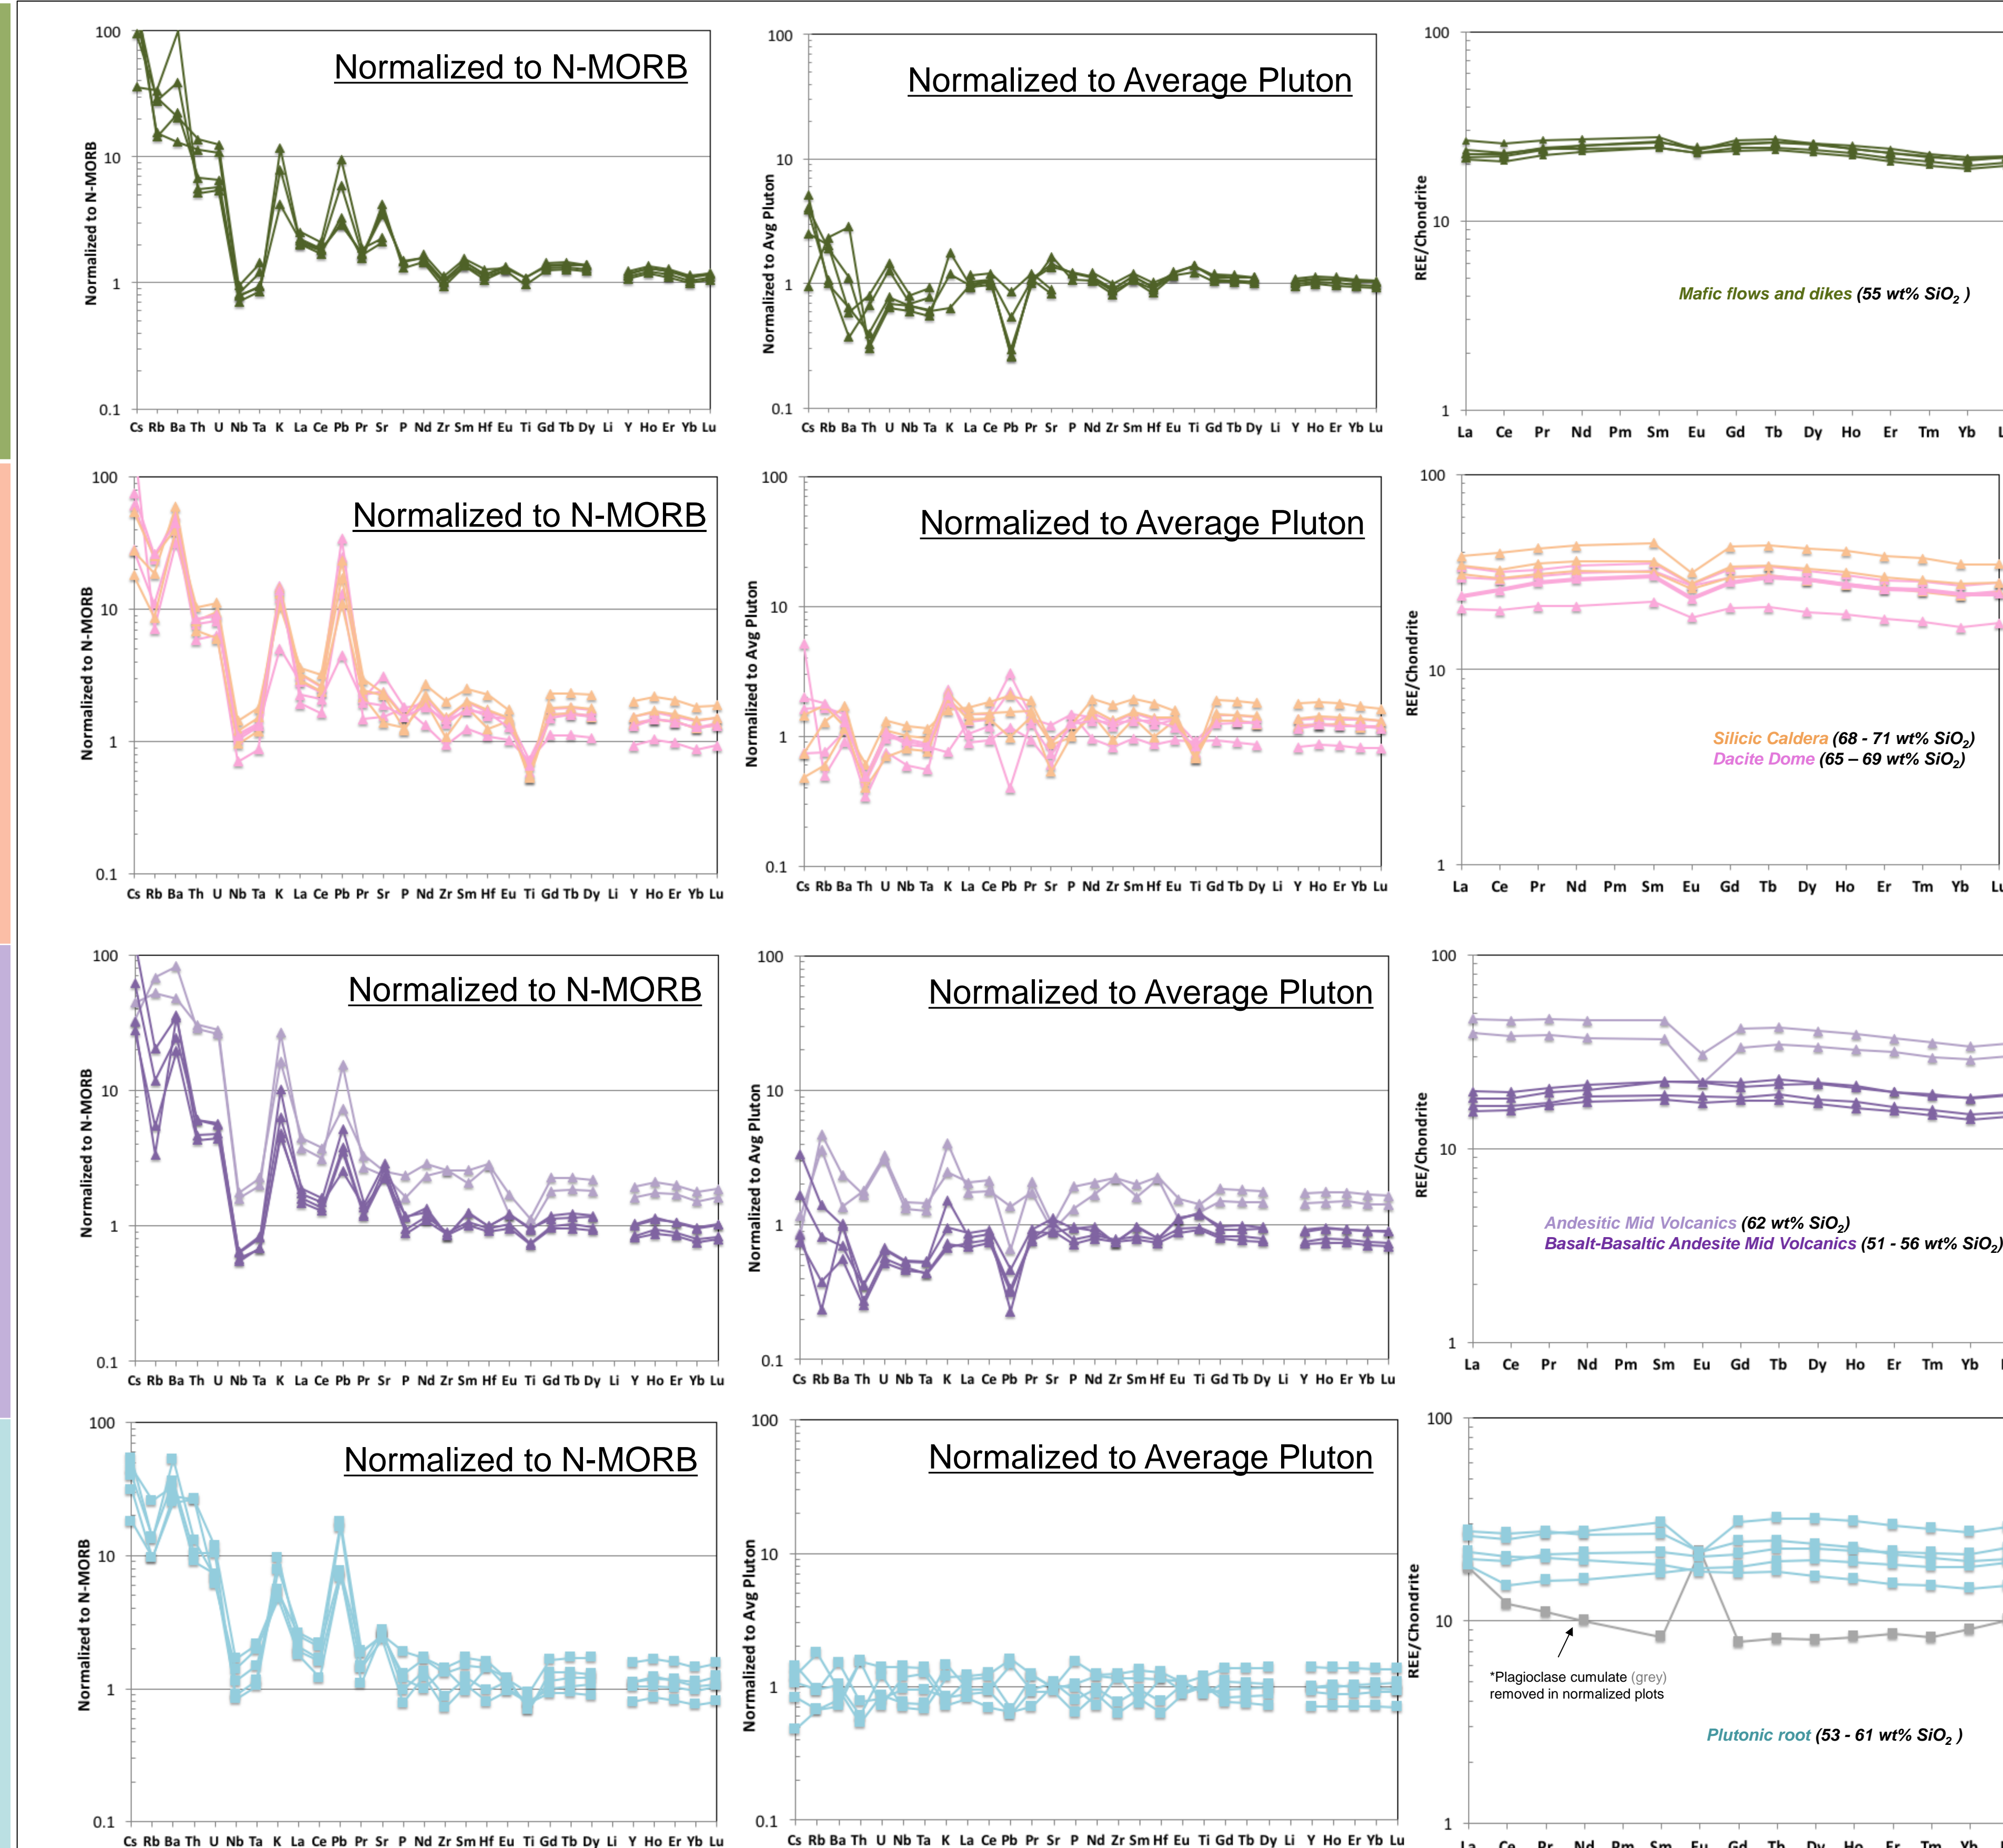 Normalized to N-MORB
100
10
1
0.1
Normalized to N-MORB
Cs Rb Ba Th U Nb Ta K La Ce Pb Pr Sr P Nd Zr Sm Hf Eu Ti Gd Tb Dy Li Y Ho Er Yb Lu
Normalized to Average Pluton
100
10
1
0.1
Normalized to Avg Pluton
Cs Rb Ba Th U Nb Ta K La Ce Pb Pr Sr P Nd Zr Sm Hf Eu Ti Gd Tb Dy Li Y Ho Er Yb Lu
100
10
1
REE/Chondrite
Mafic flows and dikes (55 wt% SiO2 )
La Ce Pr Nd Pm Sm Eu Gd Tb Dy Ho Er Tm Yb L
Normalized to N-MORB
100
10
1
0.1
Normalized to N-MORB
Cs Rb Ba Th U Nb Ta K La Ce Pb Pr Sr P Nd Zr Sm Hf Eu Ti Gd Tb Dy Li Y Ho Er Yb Lu
Normalized to Average Pluton
100
10
1
0.1
Normalized to Avg Pluton
Cs Rb Ba Th U Nb Ta K La Ce Pb Pr Sr P Nd Zr Sm Hf Eu Ti Gd Tb Dy Li Y Ho Er Yb Lu
100
10
1
REE/Chondrite
Silicic Caldera (68 - 71 wt% SiO2)
Dacite Dome (65 – 69 wt% SiO2)
La Ce Pr Nd Pm Sm Eu Gd Tb Dy Ho Er Tm Yb Lu
Normalized to N-MORB
100
10
1
0.1
Normalized to N-MORB
Cs Rb Ba Th U Nb Ta K La Ce Pb Pr Sr P Nd Zr Sm Hf Eu Ti Gd Tb Dy Li Y Ho Er Yb Lu
Normalized to Average Pluton
100
10
1
0.1
Normalized to Avg Pluton
Cs Rb Ba Th U Nb Ta K La Ce Pb Pr Sr P Nd Zr Sm Hf Eu Ti Gd Tb Dy Li Y Ho Er Yb Lu
100
10
1
REE/Chondrite
Andesitic Mid Volcanics (62 wt% SiO2)
Basalt-Basaltic Andesite Mid Volcanics (51 - 56 wt% SiO2)
La Ce Pr Nd Pm Sm Eu Gd Tb Dy Ho Er Tm Yb
Normalized to N-MORB
100
10
1
0.1
Normalized to N-MORB
Cs Rb Ba Th U Nb Ta K La Ce Pb Pr Sr P Nd Zr Sm Hf Eu Ti Gd Tb Dy Li Y Ho Er Yb Lu
Normalized to Average Pluton
100
10
1
0.1
Normalized to Avg Pluton
Cs Rb Ba Th U Nb Ta K La Ce Pb Pr Sr P Nd Zr Sm Hf Eu Ti Gd Tb Dy Li Y Ho Er Yb Lu
100
10
1
REE/Chondrite
*Plagioclase cumulate (grey)
removed in normalized plots
Plutonic root (53 - 61 wt% SiO2 )
La Ce Pr Nd Pm Sm Eu Gd Tb Dy Ho Er Tm Yb